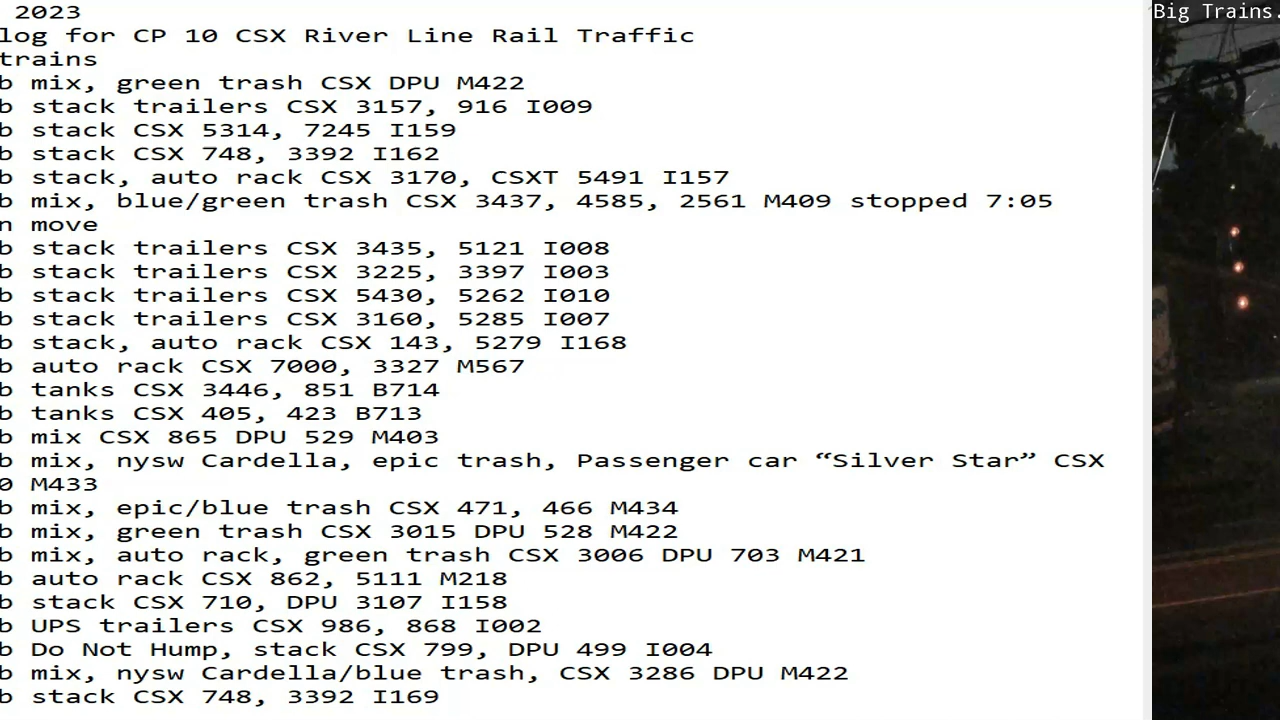 2023
log for CP 10 CSX River Line Rail Traffic
trains
b mix, green trash CSX DPU M422
b stack trailers CSX 3157, 916 I009
b stack CSX 5314, 7245 I159
b stack CSX 748, 3392 I162
b stack, auto rack CSX 3170, CSXT 5491 I157
b mix, blue/green trash CSX 3437, 4585, 2561 M409 stopped 7:05
n move
b stack trailers CSX 3435, 5121 I008
b stack trailers CSX 3225, 3397 I003
b stack trailers CSX 5430, 5262 I010
b stack trailers CSX 3160, 5285 I007
b stack, auto rack CSX 143, 5279 I168
b auto rack CSX 7000, 3327 M567
b tanks CSX 3446, 851 B714
b tanks CSX 405, 423 B713
b mix CSX 865 DPU 529 M403
b mix, nysw Cardella, epic trash, Passenger car “Silver Star” CSX
0 M433
b mix, epic/blue trash CSX 471, 466 M434
b mix, green trash CSX 3015 DPU 528 M422
b mix, auto rack, green trash CSX 3006 DPU 703 M421
b auto rack CSX 862, 5111 M218
b stack CSX 710, DPU 3107 I158
b UPS trailers CSX 986, 868 I002
b Do Not Hump, stack CSX 799, DPU 499 I004
b mix, nysw Cardella/blue trash, CSX 3286 DPU M422
b stack CSX 748, 3392 I169
Big Trains.